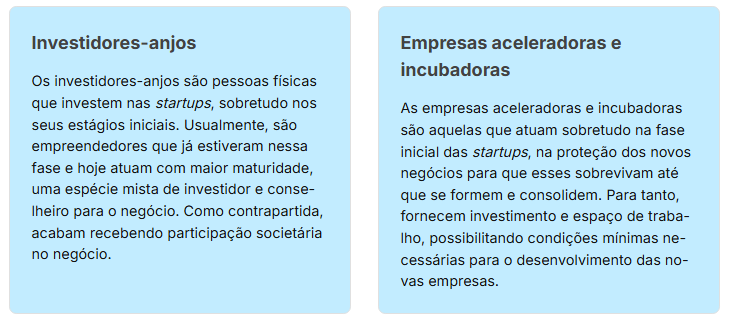 Investidores-anjos
Os investidores-anjos são pessoas físicas
que investem nas startups, sobretudo nos
seus estágios iniciais. Usualmente, são
empreendedores que já estiveram nessa
fase e hoje atuam com maior maturidade,
uma espécie mista de investidor e conse-
lheiro para o negócio. Como contrapartida,
acabam recebendo participação societária
no negócio.
Empresas aceleradoras e
incubadoras
As empresas aceleradoras e incubadoras
são aquelas que atuam sobretudo na fase
inicial das startups, na proteção dos novos
negócios para que esses sobrevivam até
que se formem e consolidem. Para tanto,
fornecem investimento e espaço de traba-
lho, possibilitando condições mínimas ne-
cessárias para o desenvolvimento das no-
vas empresas.